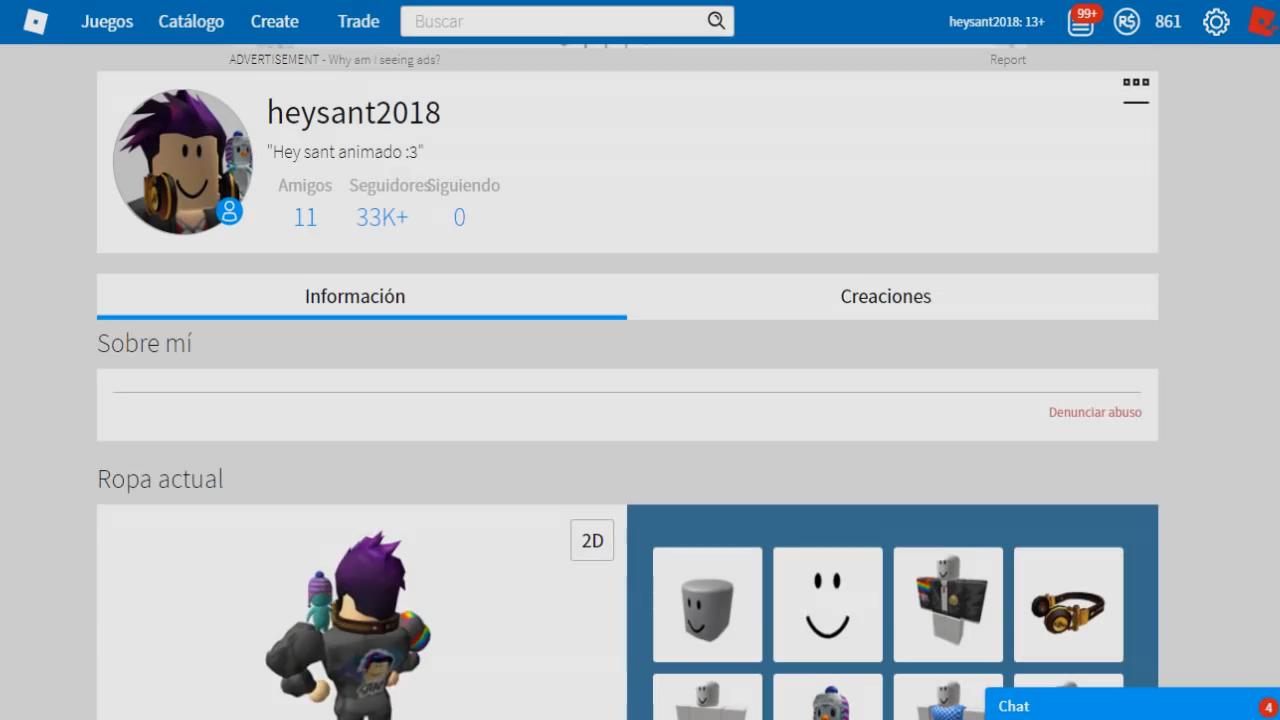 Juegos Catálogo Create Trade Buscar heysant2018: 13+ 99+ R$ 861
ADVERTISEMENT - Why am I seeing ads? Report
heysant2018
"Hey sant animado :3"
Amigos Seguidores Siguiendo
11 33K+ 0
Información Creaciones
Sobre mí
Denunciar abuso
Ropa actual
2D
Chat 4